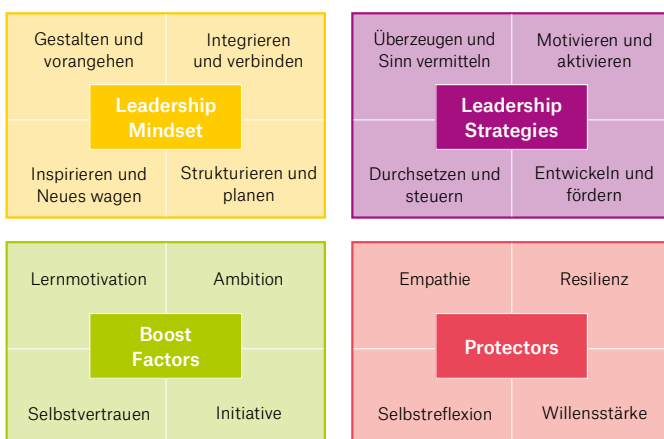 Gestalten und
vorangehen
Integrieren
und verbinden
Leadership
Mindset
Inspirieren und
Neues wagen
Strukturieren und
planen
Überzeugen und
Sinn vermitteln
Motivieren und
aktivieren
Leadership
Strategies
Durchsetzen und
steuern
Entwickeln und
fördern
Lernmotivation
Ambition
Boost
Factors
Selbstvertrauen
Initiative
Empathie
Resilienz
Protectors
Selbstreflexion
Willensstärke